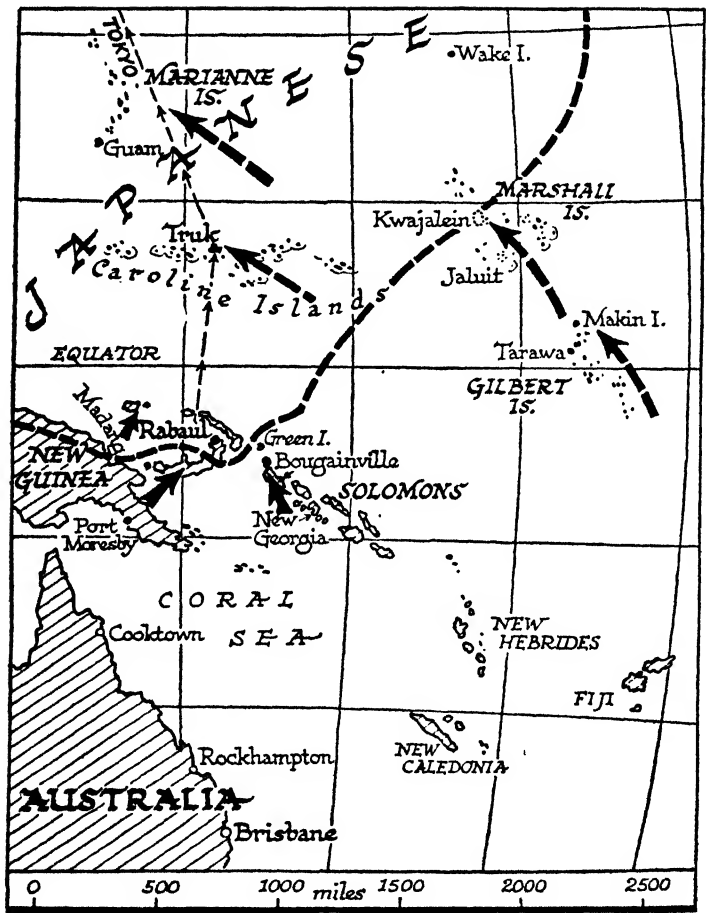 TOKYO
JAPANESE
Wake I.
MARIANNE
IS.
Guam
MARSHALL
IS.
Kwajalein
Truk
Jaluit
Caroline Islands
Makin I.
Tarawa
EQUATOR
GILBERT
IS.
Madang
Rabaul
Green I.
Bougainville
NEW
GUINEA
SOLOMONS
New
Georgia
Port
Moresby
CORAL
SEA
Cooktown
NEW
HEBRIDES
FIJI
NEW
CALEDONIA
Rockhampton
AUSTRALIA
Brisbane
0 500 1000 miles 1500 2000 2500